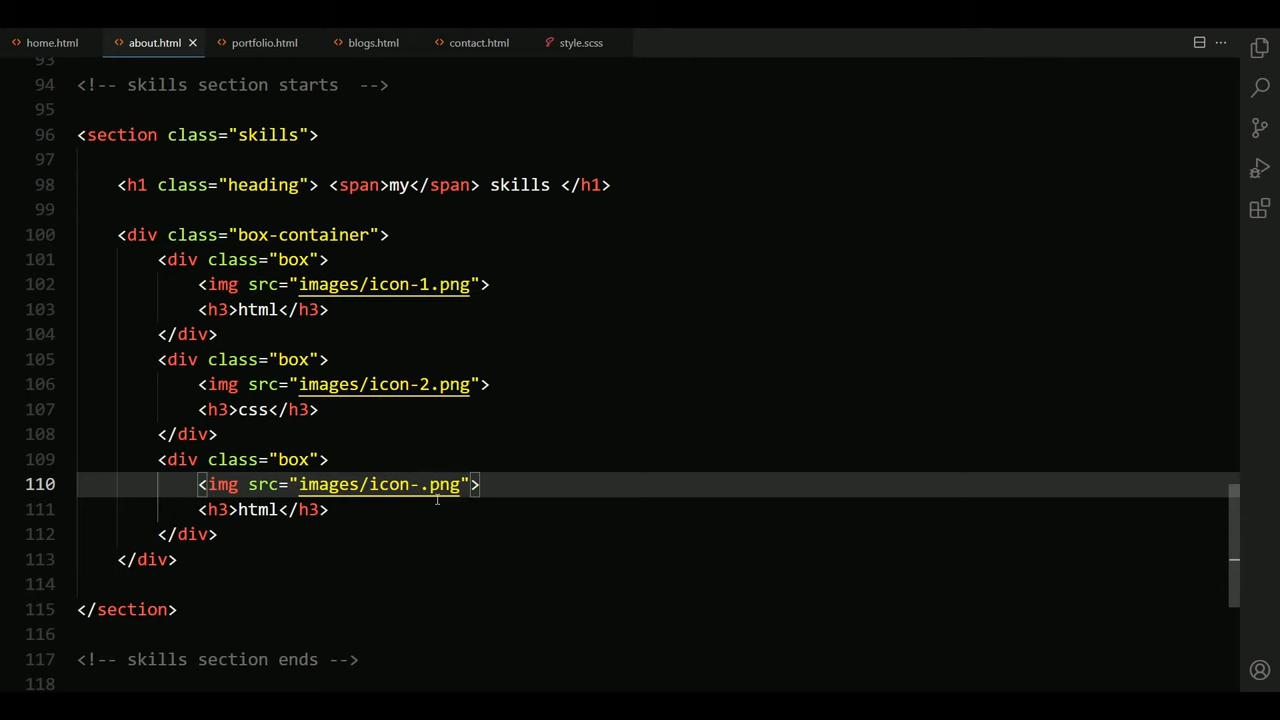 home.html about.html portfolio.html blogs.html contact.html style.scss
93
94 <!-- skills section starts  -->
95
96 <section class="skills">
97
98 <h1 class="heading"> <span>my</span> skills </h1>
99
100 <div class="box-container">
101 <div class="box">
102 <img src="images/icon-1.png">
103 <h3>html</h3>
104 </div>
105 <div class="box">
106 <img src="images/icon-2.png">
107 <h3>css</h3>
108 </div>
109 <div class="box">
110 <img src="images/icon-.png">
111 <h3>html</h3>
112 </div>
113 </div>
114
115 </section>
116
117 <!-- skills section ends -->
118